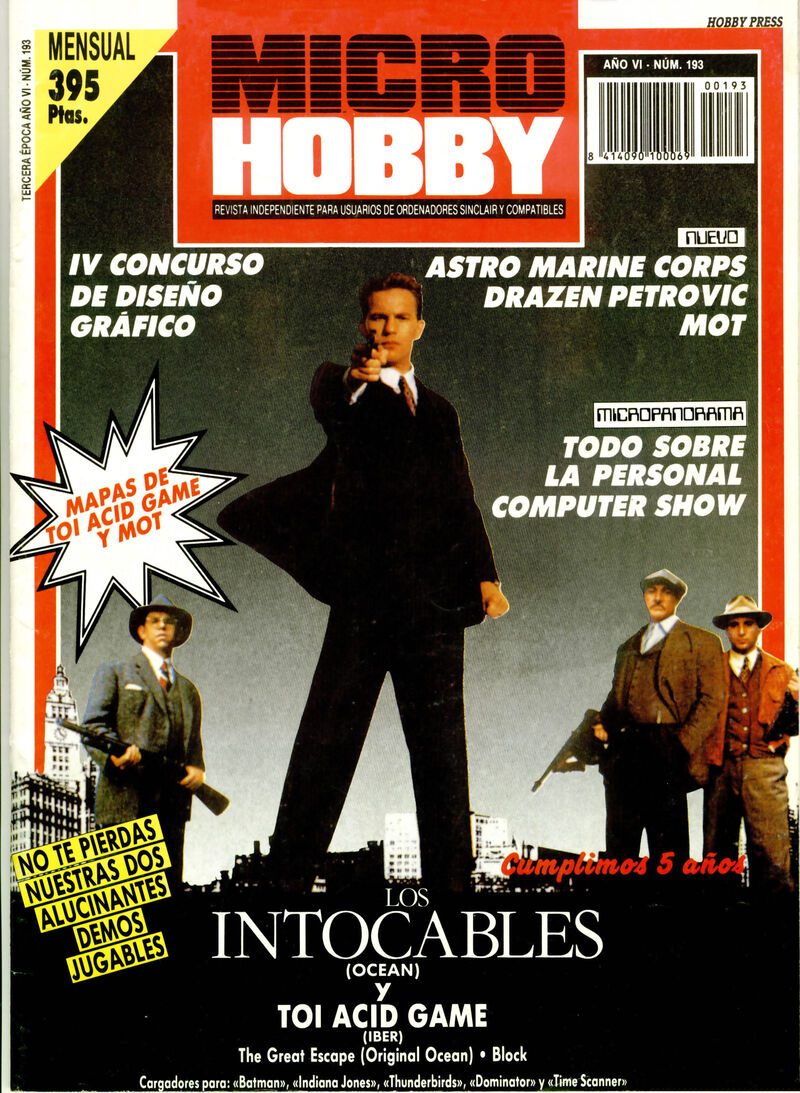 HOBBY PRESS
MENSUAL
395
Ptas.
TERCERA ÉPOCA AÑO VI - NÚM. 193
MICRO
HOBBY
REVISTA INDEPENDIENTE PARA USUARIOS DE ORDENADORES SINCLAIR Y COMPATIBLES
AÑO VI - NÚM. 193
00193
8 414090 100069
IV CONCURSO
DE DISEÑO
GRÁFICO
NUEVO
ASTRO MARINE CORPS
DRAZEN PETROVIC
MOT
MICROPANORAMA
TODO SOBRE
LA PERSONAL
COMPUTER SHOW
MAPAS DE
TOI ACID GAME
Y MOT
NO TE PIERDAS
NUESTRAS DOS
ALUCINANTES
DEMOS
JUGABLES
Cumplimos 5 años
LOS
INTOCABLES
(OCEAN)
Y
TOI ACID GAME
(IBER)
The Great Escape (Original Ocean) • Block
Cargadores para: «Batman», «Indiana Jones», «Thunderbirds», «Dominator» y «Time Scanner»